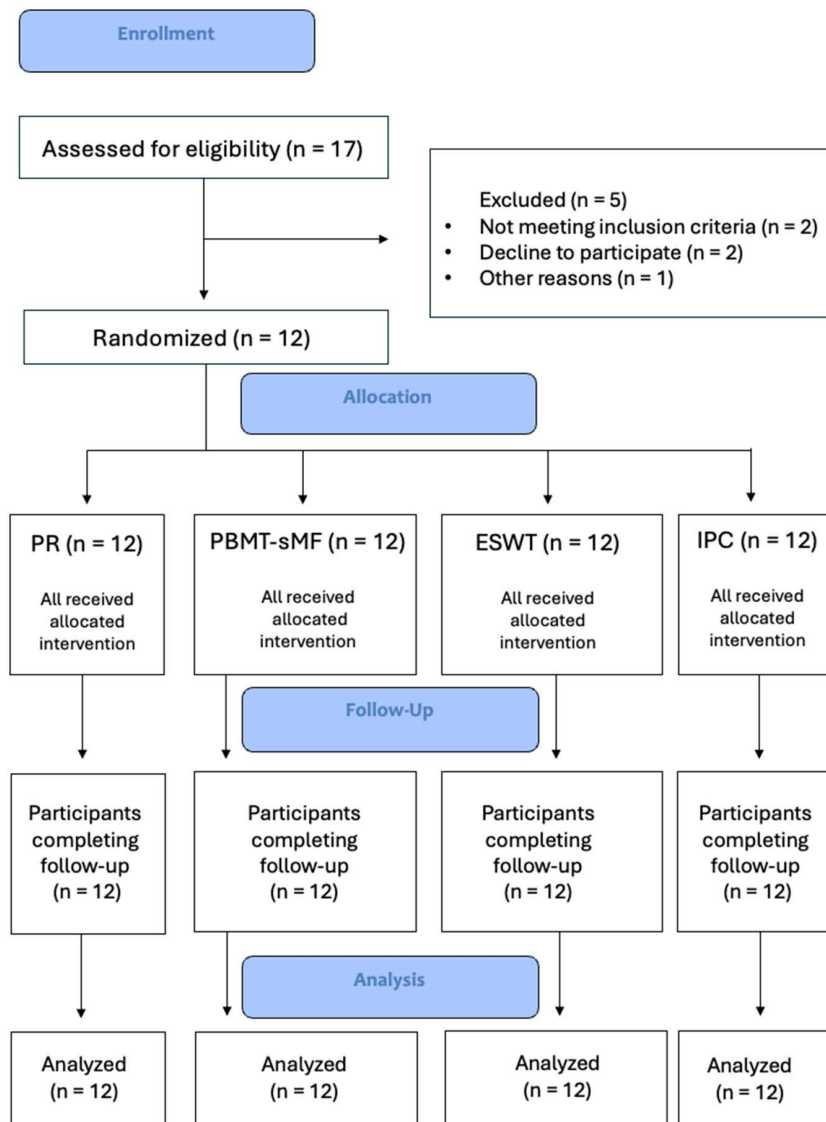 Enrollment
Assessed for eligibility (n = 17)
Excluded (n = 5)
• Not meeting inclusion criteria (n = 2)
• Decline to participate (n = 2)
• Other reasons (n = 1)
Randomized (n = 12)
Allocation
PR (n = 12)
All received
allocated
intervention
PBMT-sMF (n = 12)
All received
allocated
intervention
ESWT (n = 12)
All received
allocated
intervention
IPC (n = 12)
All received
allocated
intervention
Follow-Up
Participants
completing
follow-up
(n = 12)
Participants
completing
follow-up
(n = 12)
Participants
completing
follow-up
(n = 12)
Participants
completing
follow-up
(n = 12)
Analysis
Analyzed
(n = 12)
Analyzed
(n = 12)
Analyzed
(n = 12)
Analyzed
(n = 12)